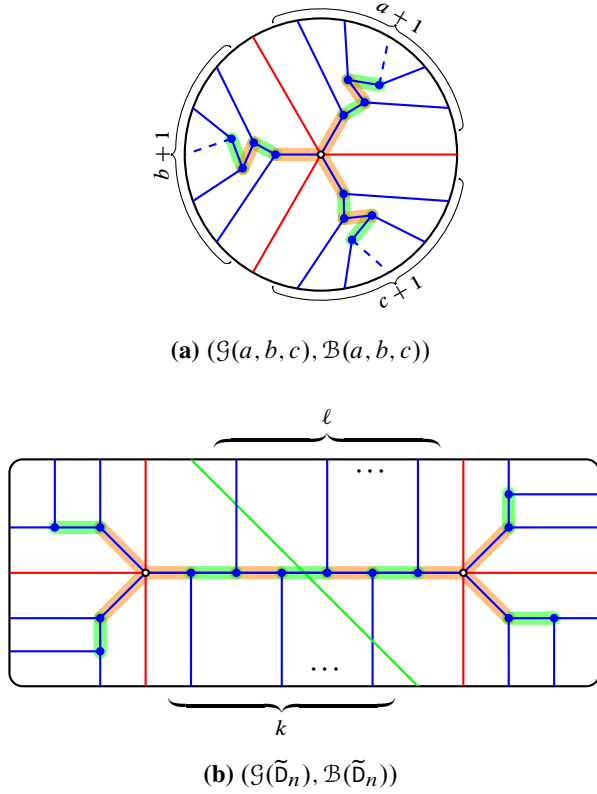 a + 1
b + 1
c + 1
(a) (𝒢(a, b, c), ℬ(a, b, c))
ℓ
...
...
k
(b) (𝒢(D̃ₙ), ℬ(D̃ₙ))